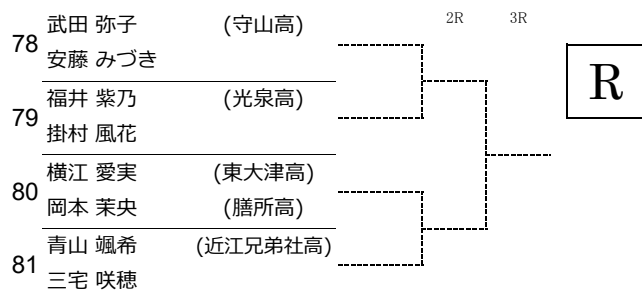 2R 3R
R
78 武田 弥子 (守山高)
安藤 みづき
79 福井 紫乃 (光泉高)
掛村 風花
80 横江 愛実 (東大津高)
岡本 茉央 (膳所高)
81 青山 颯希 (近江兄弟社高)
三宅 咲穂